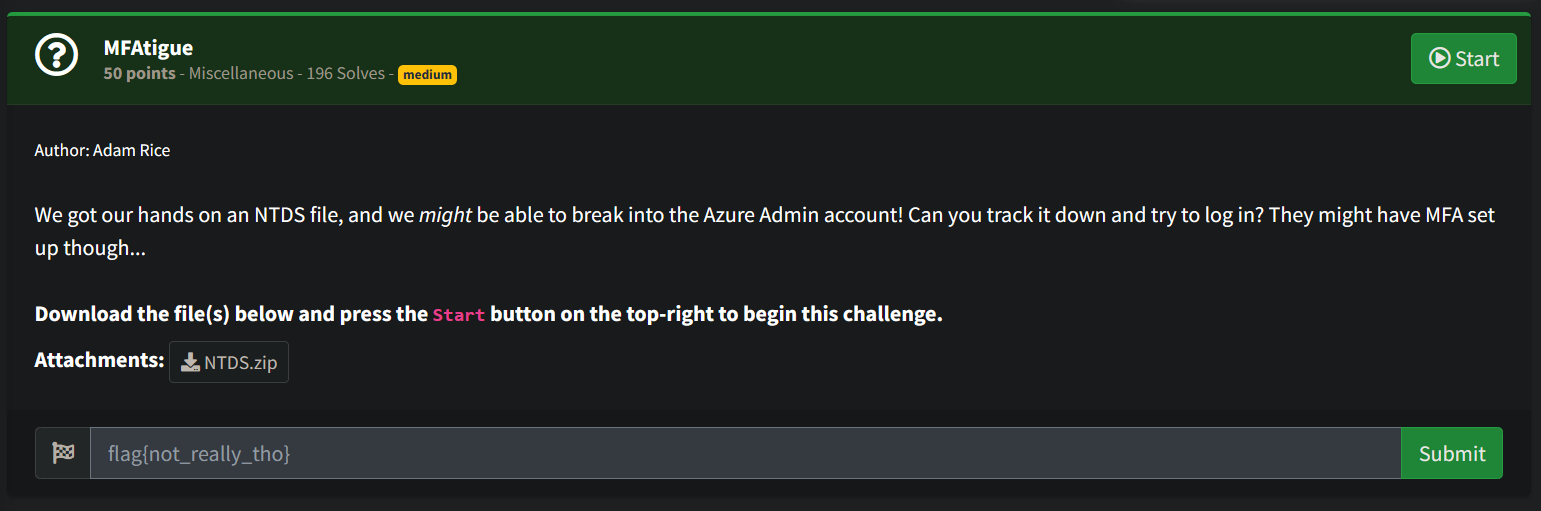 MFAtigue
50 points - Miscellaneous - 196 Solves - medium
Start
Author: Adam Rice
We got our hands on an NTDS file, and we might be able to break into the Azure Admin account! Can you track it down and try to log in? They might have MFA set
up though...
Download the file(s) below and press the Start button on the top-right to begin this challenge.
Attachments: NTDS.zip
flag{not_really_tho}
Submit